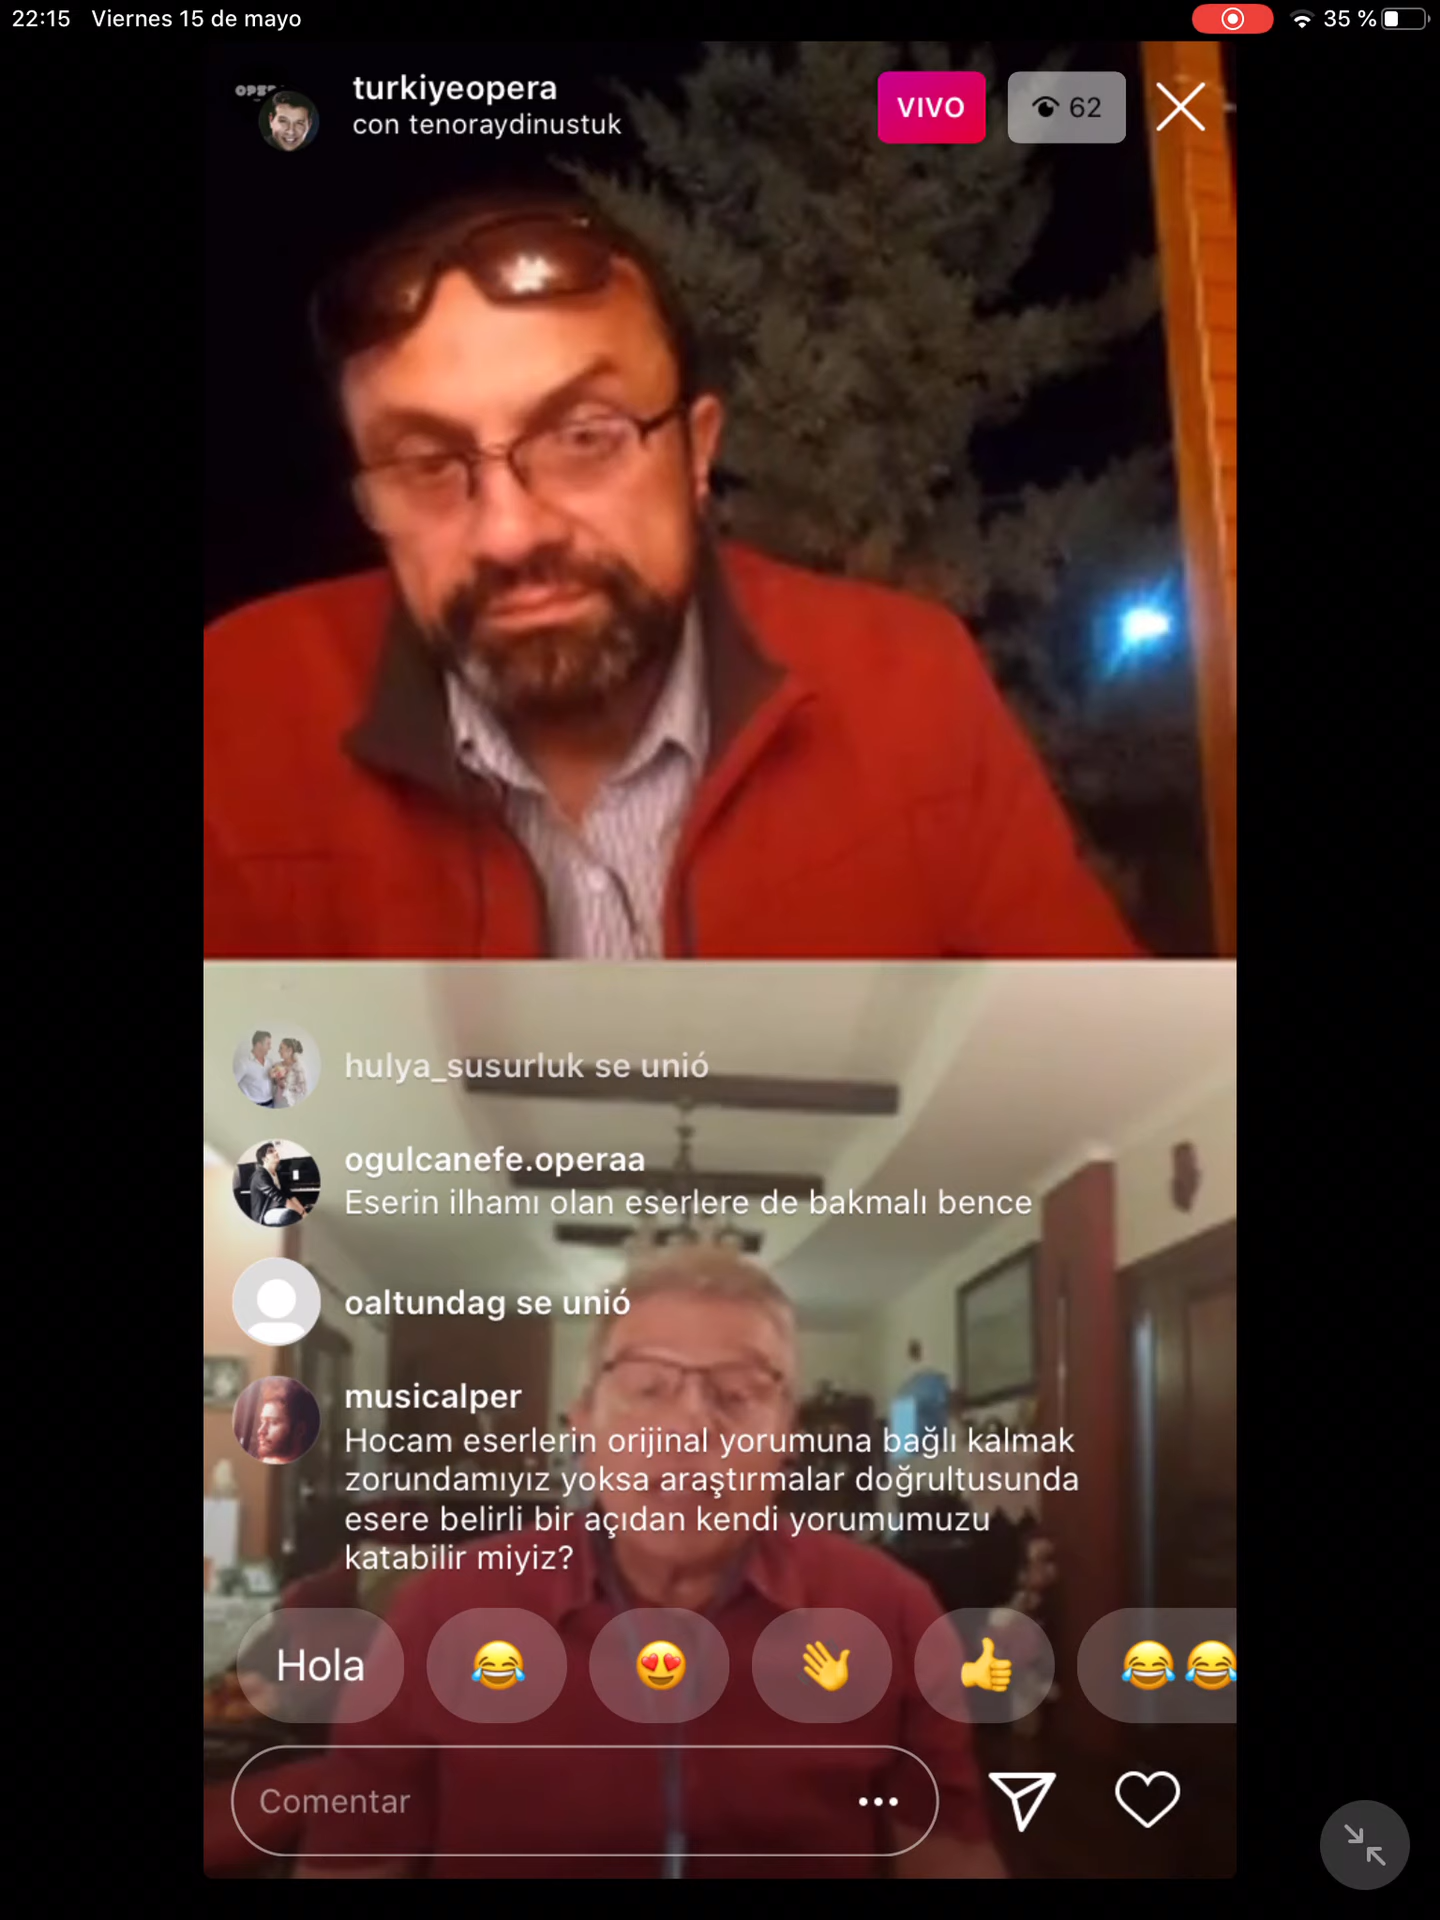 22:15 Viernes 15 de mayo
35 %
OPER
turkiyeopera
con tenoraydinustuk
VIVO
62
hulya_susurluk se unió
ogulcanefe.operaa
Eserin ilhamı olan eserlere de bakmalı bence
oaltundag se unió
musicalper
Hocam eserlerin orijinal yorumuna bağlı kalmak
zorundamıyız yoksa araştırmalar doğrultusunda
esere belirli bir açıdan kendi yorumumuzu
katabilir miyiz?
Hola 😂 😍 👋 👍 😂😂
Comentar